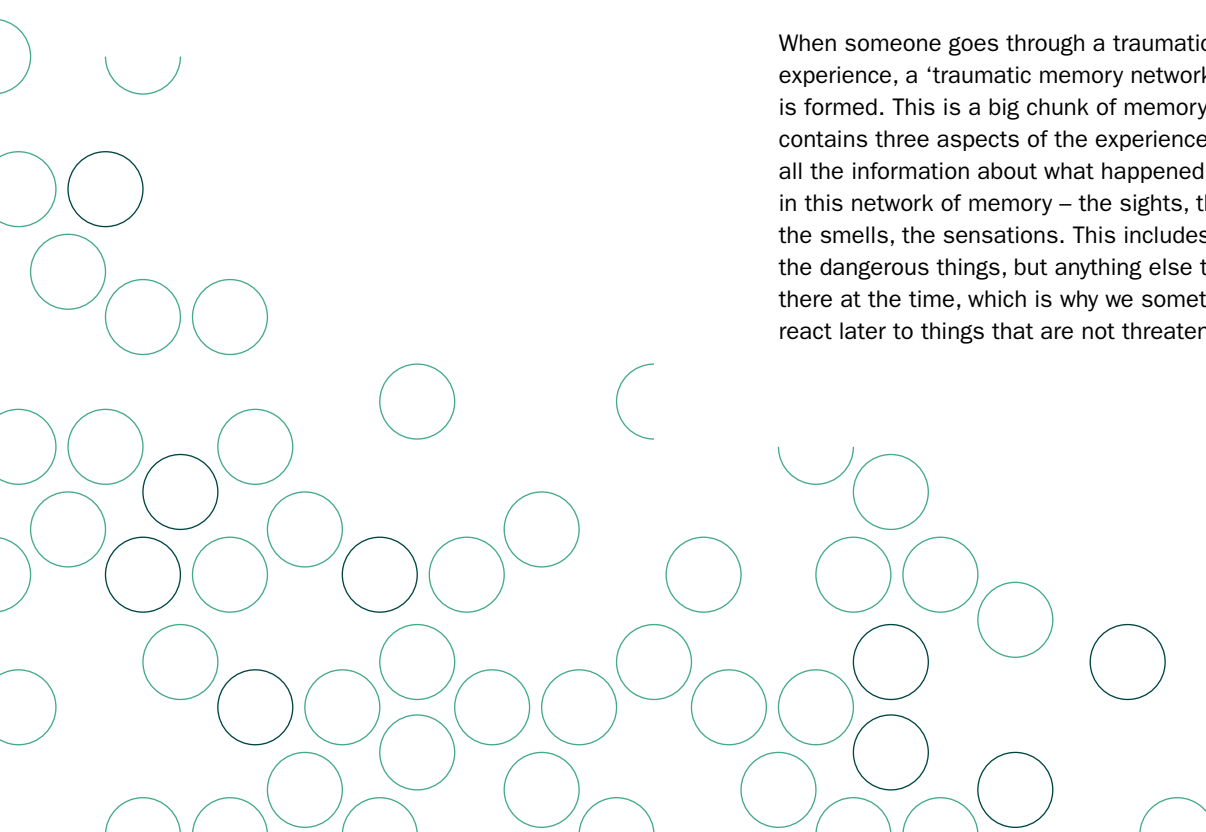 When someone goes through a traumatic
experience, a ‘traumatic memory network
is formed. This is a big chunk of memory
contains three aspects of the experience
all the information about what happened
in this network of memory – the sights, t
the smells, the sensations. This includes
the dangerous things, but anything else t
there at the time, which is why we somet
react later to things that are not threaten